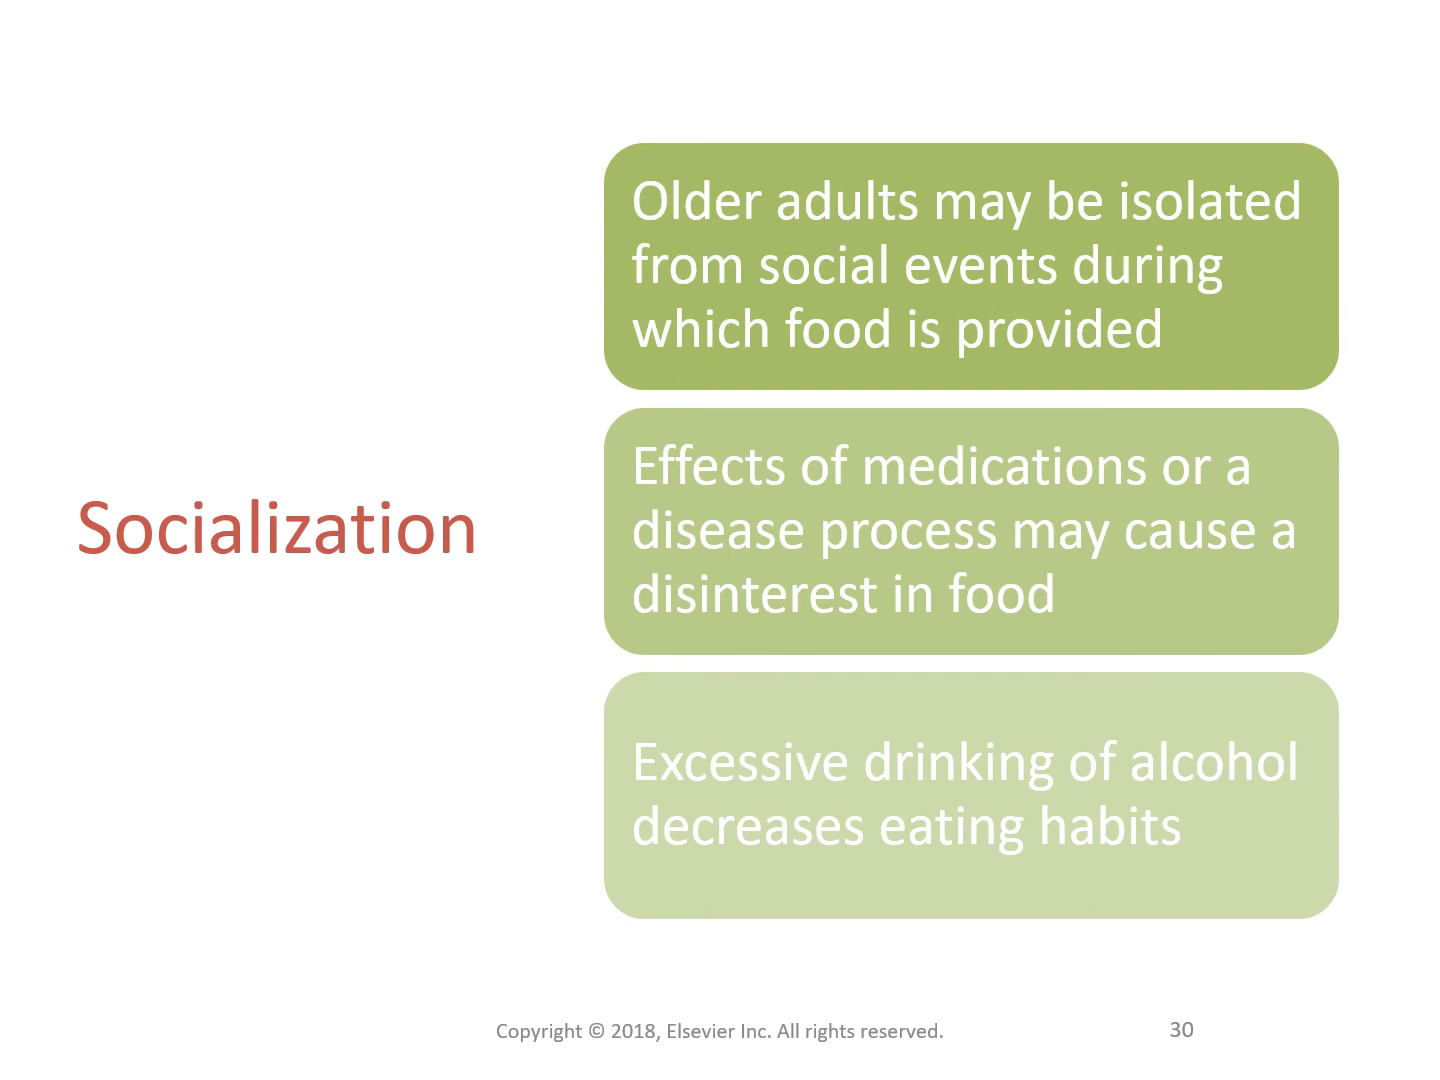 Socialization
Older adults may be isolated
from social events during
which food is provided
Effects of medications or a
disease process may cause a
disinterest in food
Excessive drinking of alcohol
decreases eating habits
Copyright © 2018, Elsevier Inc. All rights reserved.
30